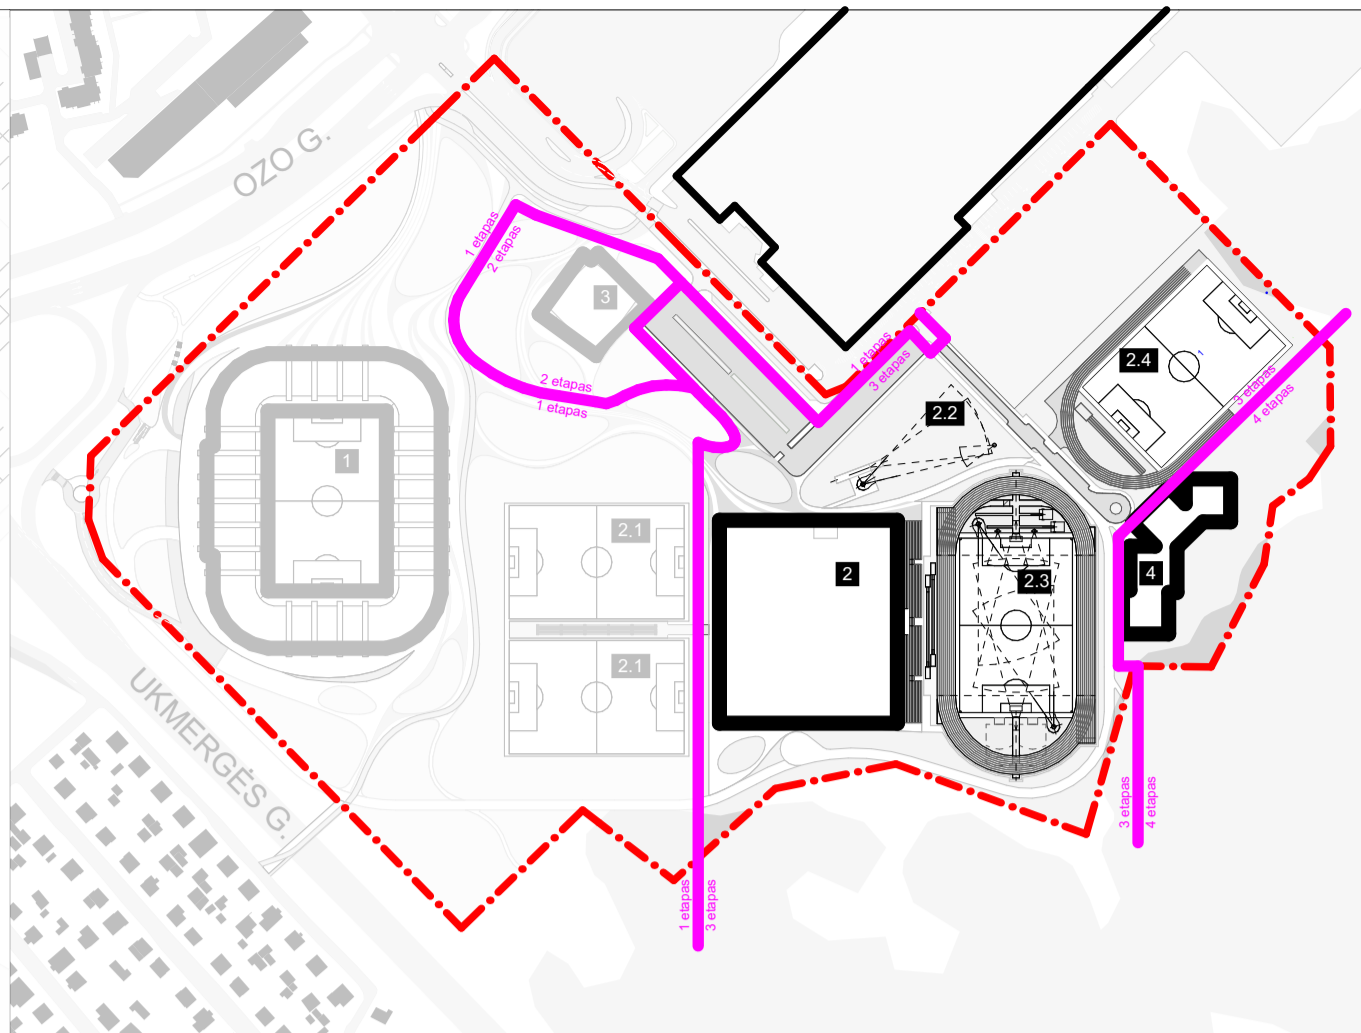 OZO G.
1 etapas
2 etapas
3
1 etapas
3 etapas
2.4
1
3 etapas
4 etapas
2 etapas
1 etapas
2.2
1
2.1
2
2.3
4
2.1
UKMERGĖS G.
3 etapas
4 etapas
1 etapas
3 etapas